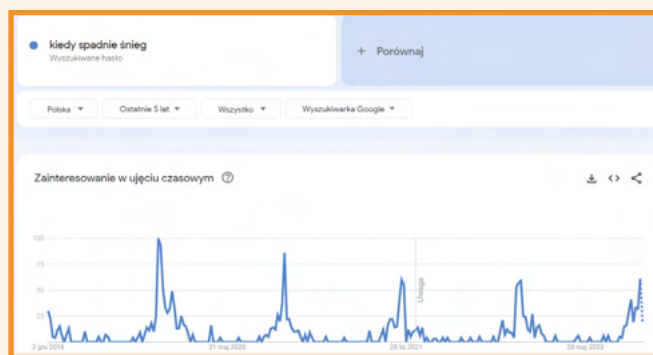 kiedy spadnie śnieg
Wyszukiwane hasło
+ Porównaj
Polska
Ostatnie 5 lat
Wszystko
Wyszukiwarka Google
Zainteresowanie w ujęciu czasowym
100
75
50
25
Uwaga
2 gru 2018
31 maj 2020
28 lis 2021
28 maj 2023